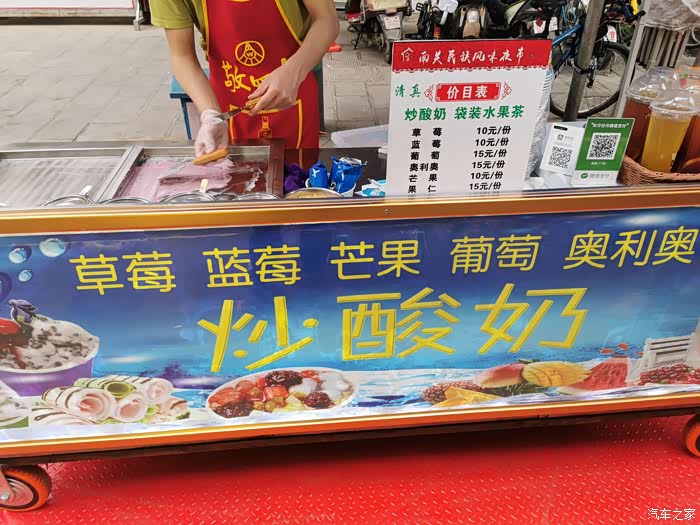 南关民族风味夜市
清真 价目表
炒酸奶 袋装水果茶
草莓 10元/份
蓝莓 10元/份
葡萄 15元/份
奥利奥 15元/份
芒果 10元/份
果仁 15元/份
敬
草莓 蓝莓 芒果 葡萄 奥利奥
炒酸奶
汽车之家